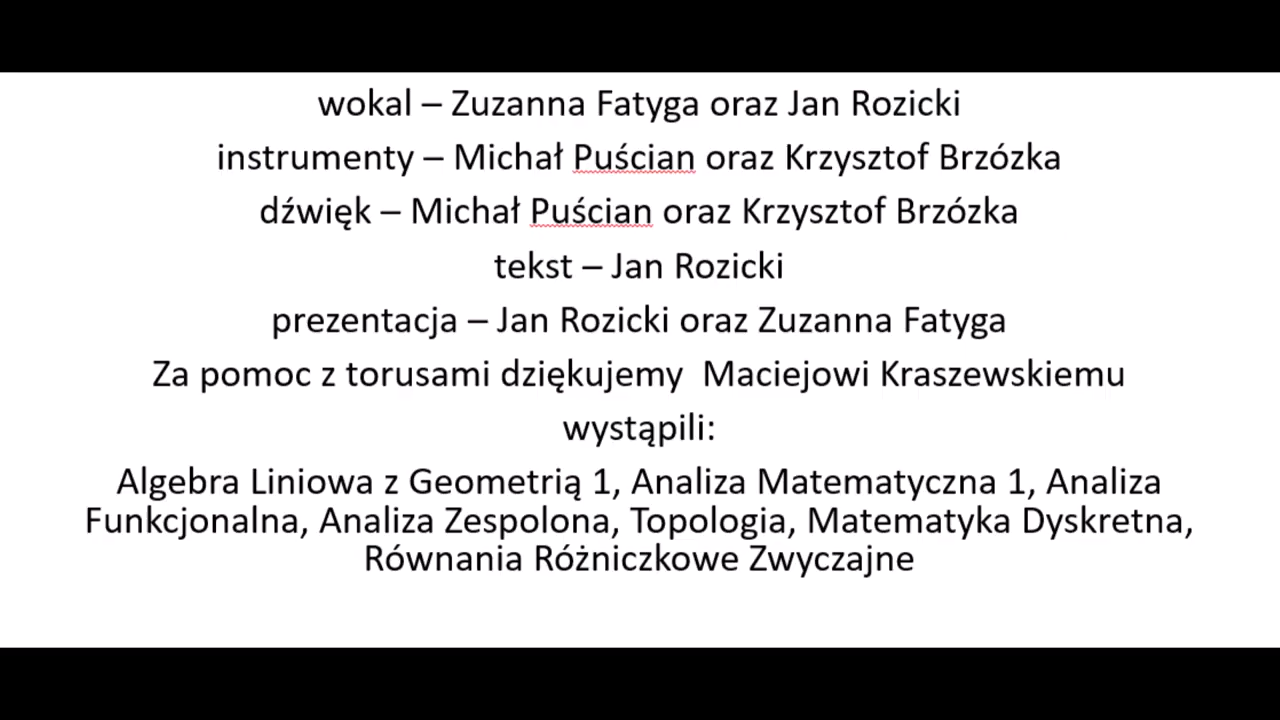 wokal – Zuzanna Fatyga oraz Jan Rozicki
instrumenty – Michał Puścian oraz Krzysztof Brzózka
dźwięk – Michał Puścian oraz Krzysztof Brzózka
tekst – Jan Rozicki
prezentacja – Jan Rozicki oraz Zuzanna Fatyga
Za pomoc z torusami dziękujemy  Maciejowi Kraszewskiemu
wystąpili:
Algebra Liniowa z Geometrią 1, Analiza Matematyczna 1, Analiza
Funkcjonalna, Analiza Zespolona, Topologia, Matematyka Dyskretna,
Równania Różniczkowe Zwyczajne